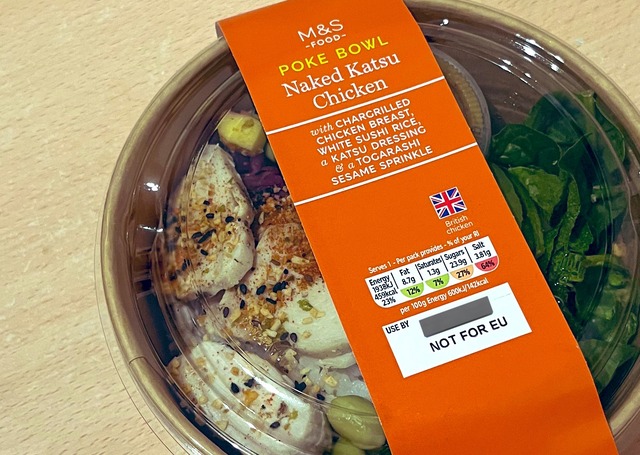 M&S
-FOOD-
POKE BOWL
Naked Katsu
Chicken
with CHARGRILLED
CHICKEN BREAST,
WHITE SUSHI RICE,
a KATSU DRESSING
& a TOGARASHI
SESAME SPRINKLE
British
chicken
Serves 1 - Per pack provides - % of your RI
Energy Fat Saturates Sugars Salt
1938kJ 8.7g 1.3g 23.9g 3.81g
459kcal
23% 12% 7% 27% 64%
per 100g Energy 600kJ/142kcal
USE BY
NOT FOR EU